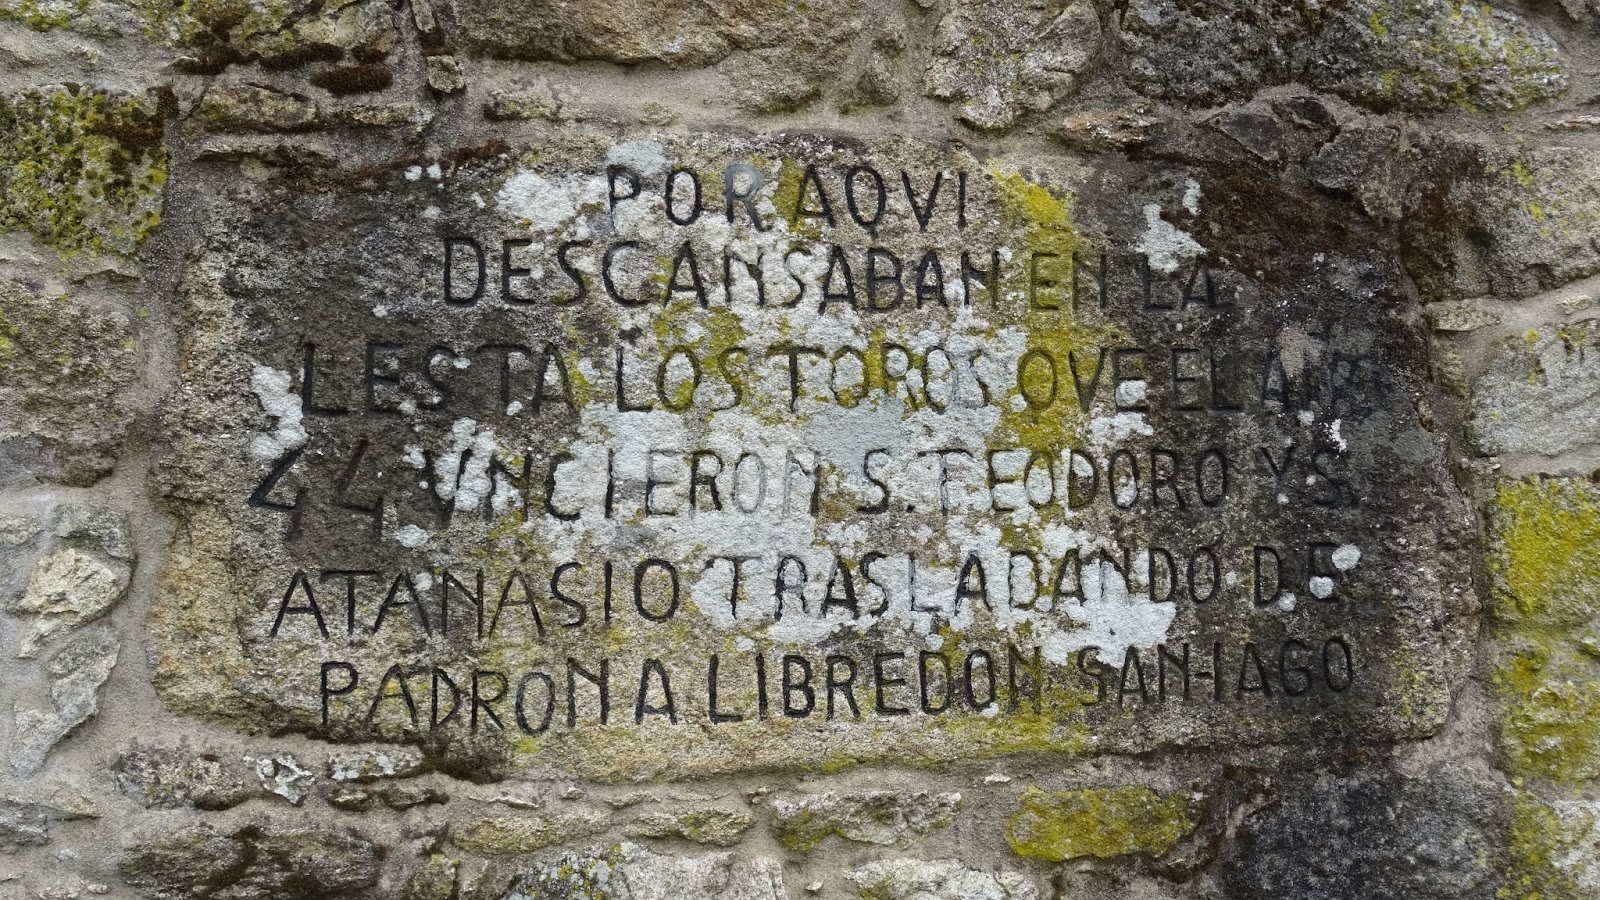 POR AQVI
DESCANSABAN EN LA
LESTA LOS TOROS QVE EL AÑO
44 VNCIERON S. TEODORO Y S.
ATANASIO TRASLADANDO DE
PADRON A LIBREDON SANTIAGO